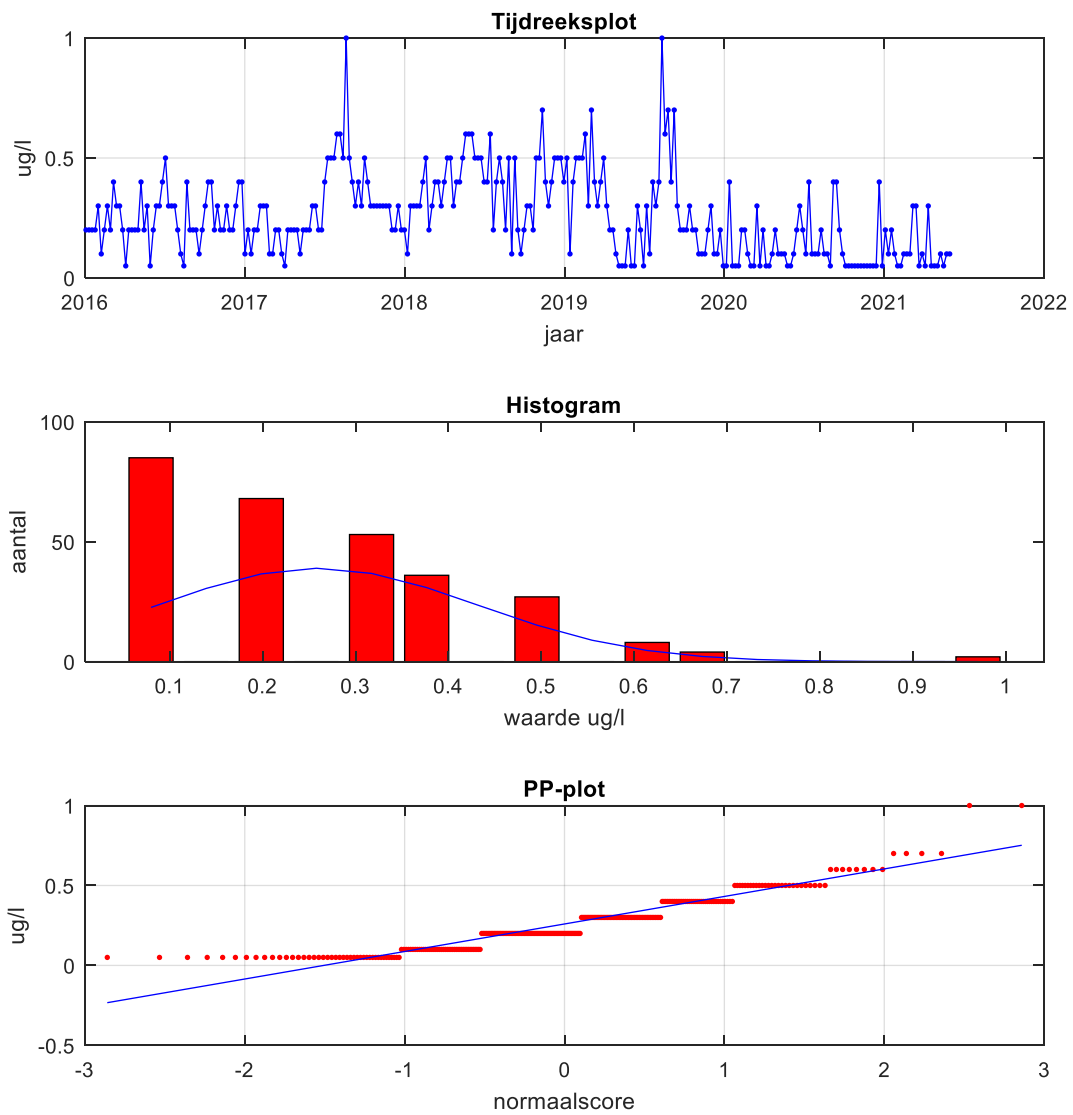 Tijdreeksplot
1
0.5
0
ug/l
2016 2017 2018 2019 2020 2021 2022
jaar
Histogram
100
50
0
aantal
0.1 0.2 0.3 0.4 0.5 0.6 0.7 0.8 0.9 1
waarde ug/l
PP-plot
1
0.5
0
-0.5
ug/l
-3 -2 -1 0 1 2 3
normaalscore